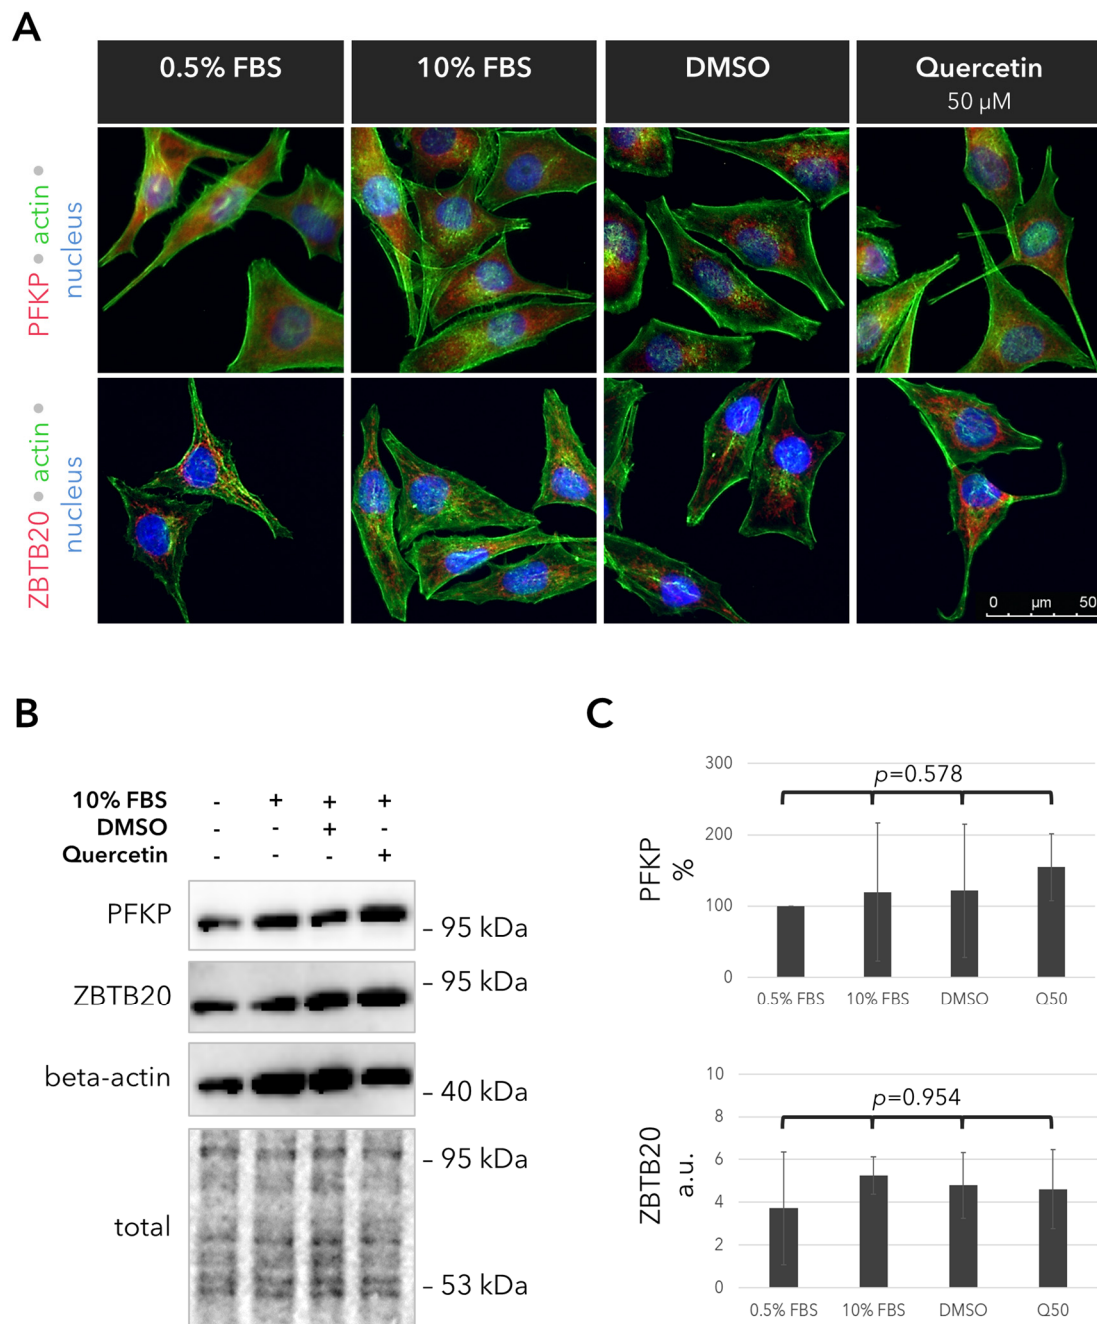 A
0.5% FBS
10% FBS
DMSO
Quercetin
50 µM
PFKP • actin •
nucleus
ZBTB20 • actin •
nucleus
0 µm 50
B
10% FBS - + + +
DMSO - - + -
Quercetin - - - +
PFKP
– 95 kDa
ZBTB20
– 95 kDa
beta-actin
– 40 kDa
total
– 95 kDa
– 53 kDa
C
PFKP
%
300
200
100
0
p=0.578
0.5% FBS 10% FBS DMSO Q50
ZBTB20
a.u.
10
8
6
4
2
0
p=0.954
0.5% FBS 10% FBS DMSO Q50